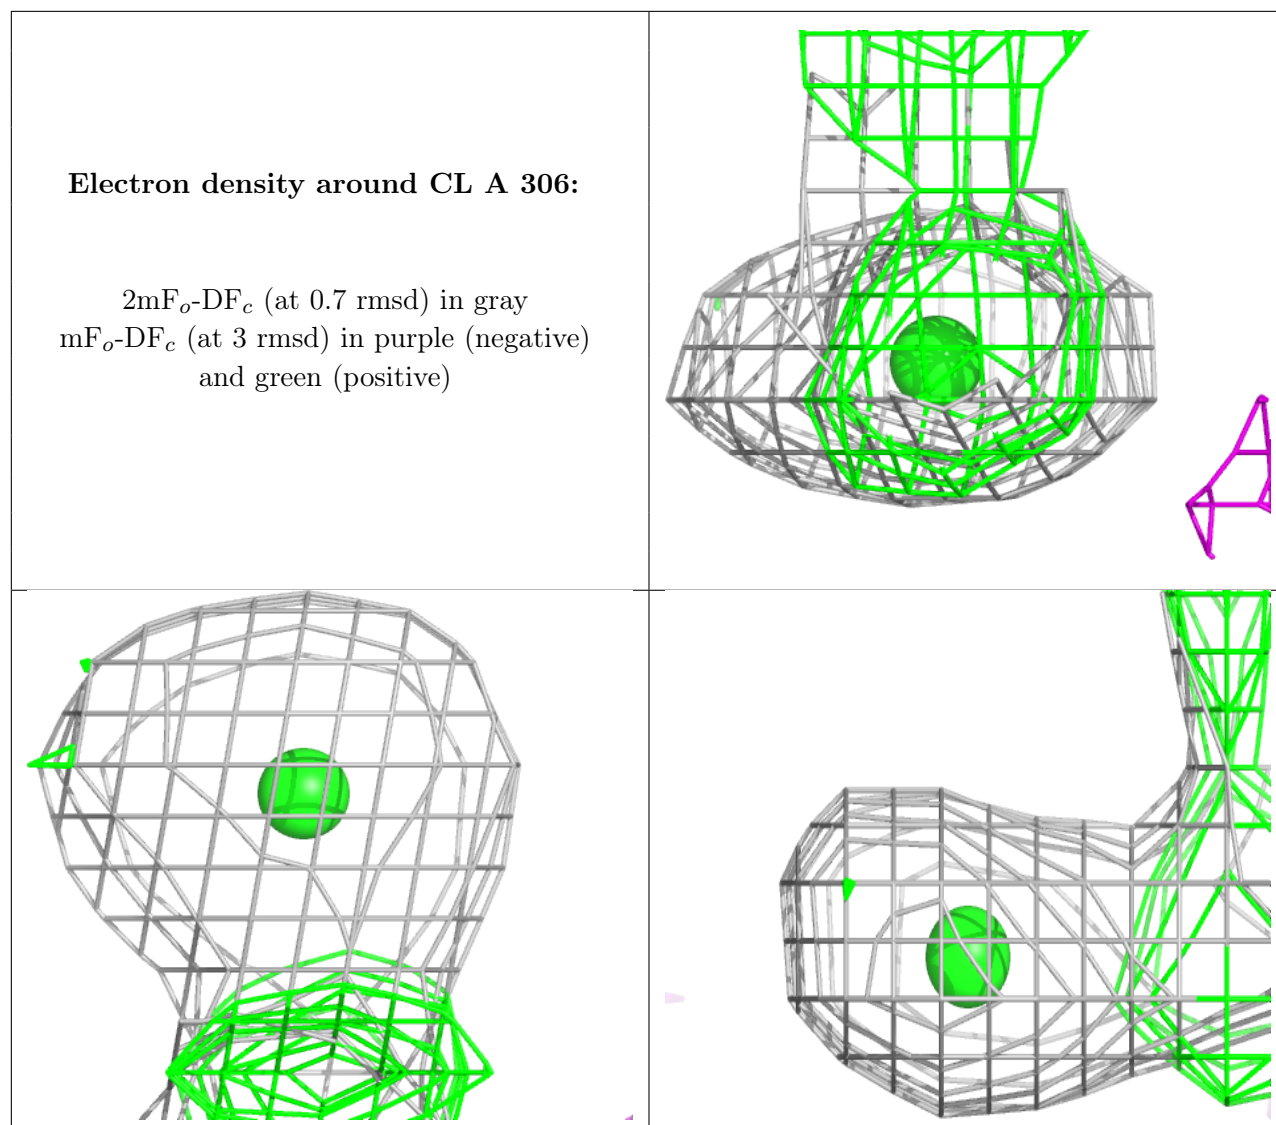 Electron density around CL A 306:
2mFo-DFc (at 0.7 rmsd) in gray
mFo-DFc (at 3 rmsd) in purple (negative)
and green (positive)